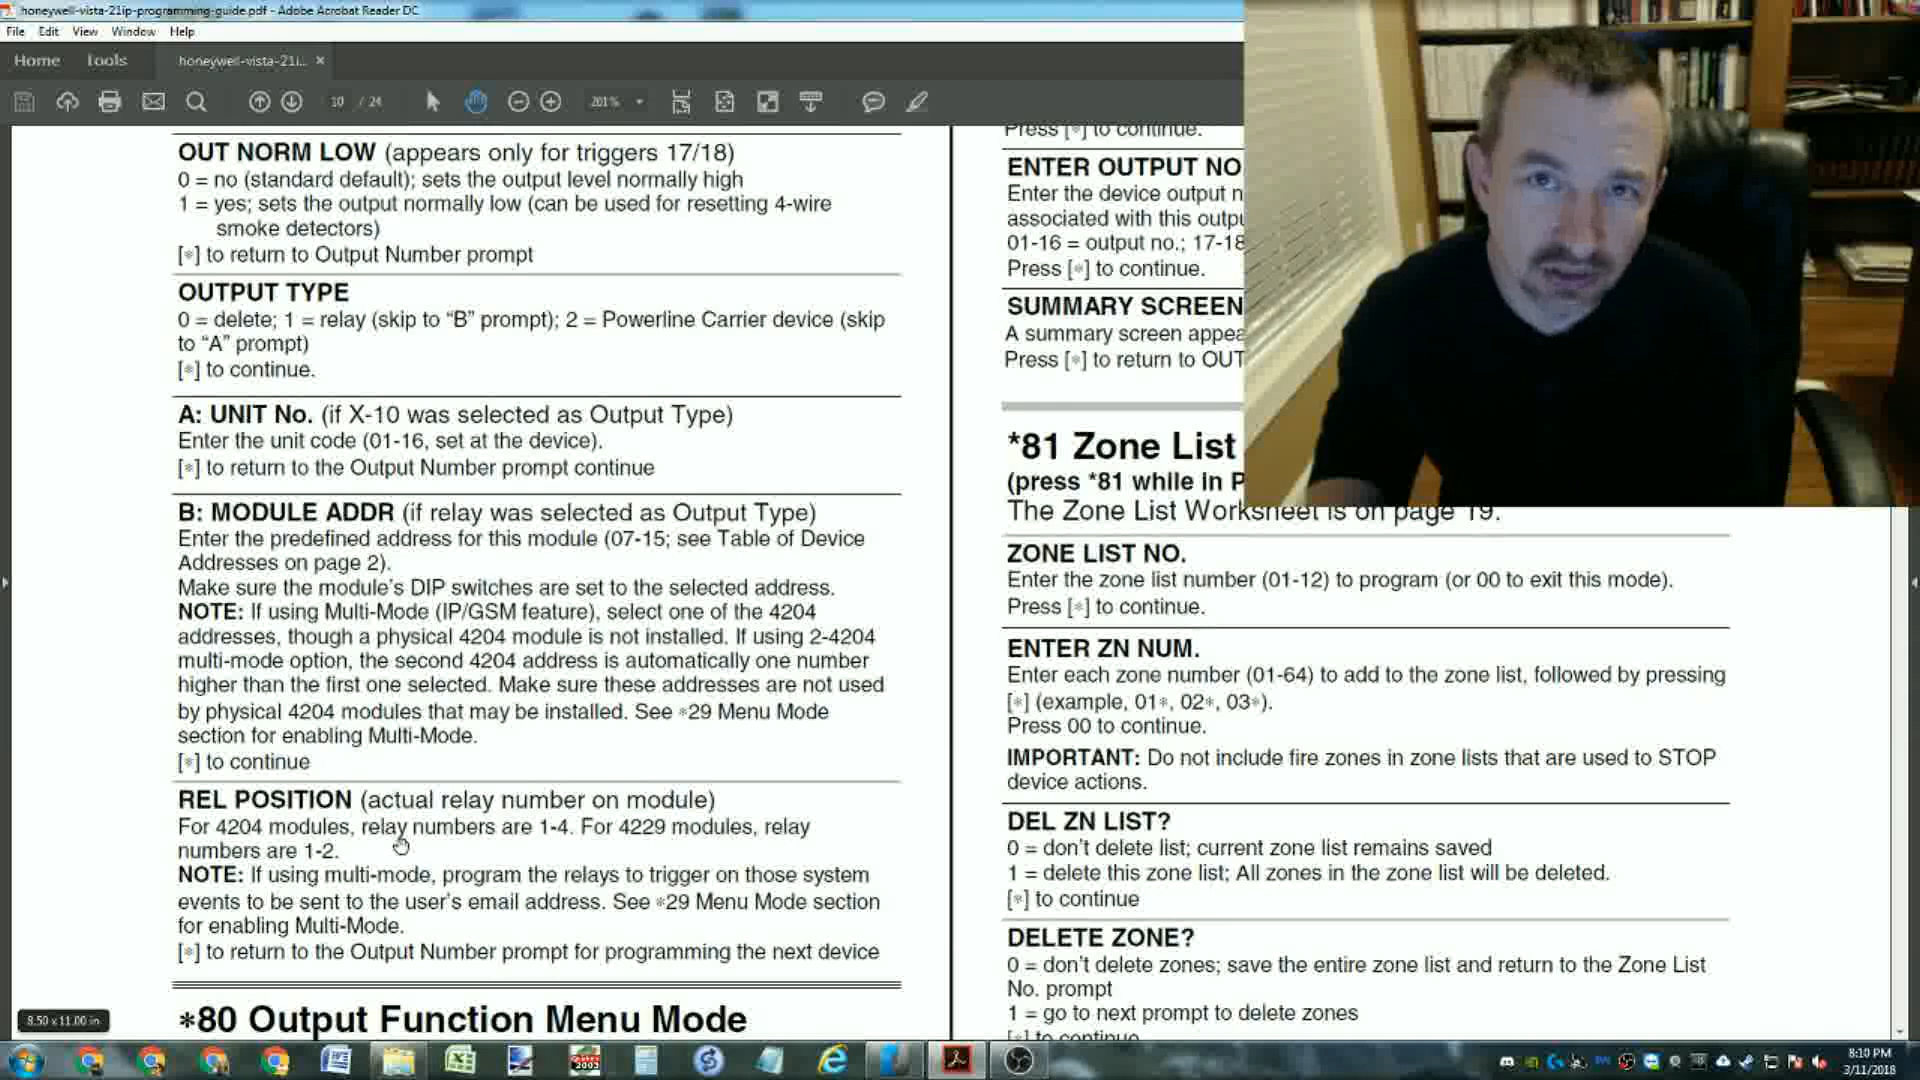 honeywell-vista-21ip-programming-guide.pdf - Adobe Acrobat Reader DC
File Edit View Window Help
Home Tools honeywell-vista-21i... ×
10 / 24 201%
OUT NORM LOW (appears only for triggers 17/18)
0 = no (standard default); sets the output level normally high
1 = yes; sets the output normally low (can be used for resetting 4-wire
smoke detectors)
[*] to return to Output Number prompt
OUTPUT TYPE
0 = delete; 1 = relay (skip to “B” prompt); 2 = Powerline Carrier device (skip
to “A” prompt)
[*] to continue.
A: UNIT No. (if X-10 was selected as Output Type)
Enter the unit code (01-16, set at the device).
[*] to return to the Output Number prompt continue
B: MODULE ADDR (if relay was selected as Output Type)
Enter the predefined address for this module (07-15; see Table of Device
Addresses on page 2).
Make sure the module’s DIP switches are set to the selected address.
NOTE: If using Multi-Mode (IP/GSM feature), select one of the 4204
addresses, though a physical 4204 module is not installed. If using 2-4204
multi-mode option, the second 4204 address is automatically one number
higher than the first one selected. Make sure these addresses are not used
by physical 4204 modules that may be installed. See *29 Menu Mode
section for enabling Multi-Mode.
[*] to continue
REL POSITION (actual relay number on module)
For 4204 modules, relay numbers are 1-4. For 4229 modules, relay
numbers are 1-2.
NOTE: If using multi-mode, program the relays to trigger on those system
events to be sent to the user’s email address. See *29 Menu Mode section
for enabling Multi-Mode.
[*] to return to the Output Number prompt for programming the next device
*80 Output Function Menu Mode
Press [*] to continue.
ENTER OUTPUT NO
Enter the device output n
associated with this outpu
01-16 = output no.; 17-18
Press [*] to continue.
SUMMARY SCREEN
A summary screen appea
Press [*] to return to OUT
*81 Zone List
(press *81 while in P
The Zone List Worksheet is on page 19.
ZONE LIST NO.
Enter the zone list number (01-12) to program (or 00 to exit this mode).
Press [*] to continue.
ENTER ZN NUM.
Enter each zone number (01-64) to add to the zone list, followed by pressing
[*] (example, 01*, 02*, 03*).
Press 00 to continue.
IMPORTANT: Do not include fire zones in zone lists that are used to STOP
device actions.
DEL ZN LIST?
0 = don’t delete list; current zone list remains saved
1 = delete this zone list; All zones in the zone list will be deleted.
[*] to continue
DELETE ZONE?
0 = don’t delete zones; save the entire zone list and return to the Zone List
No. prompt
1 = go to next prompt to delete zones
[*] to continue
8.50 x 11.00 in
8:10 PM
3/11/2018